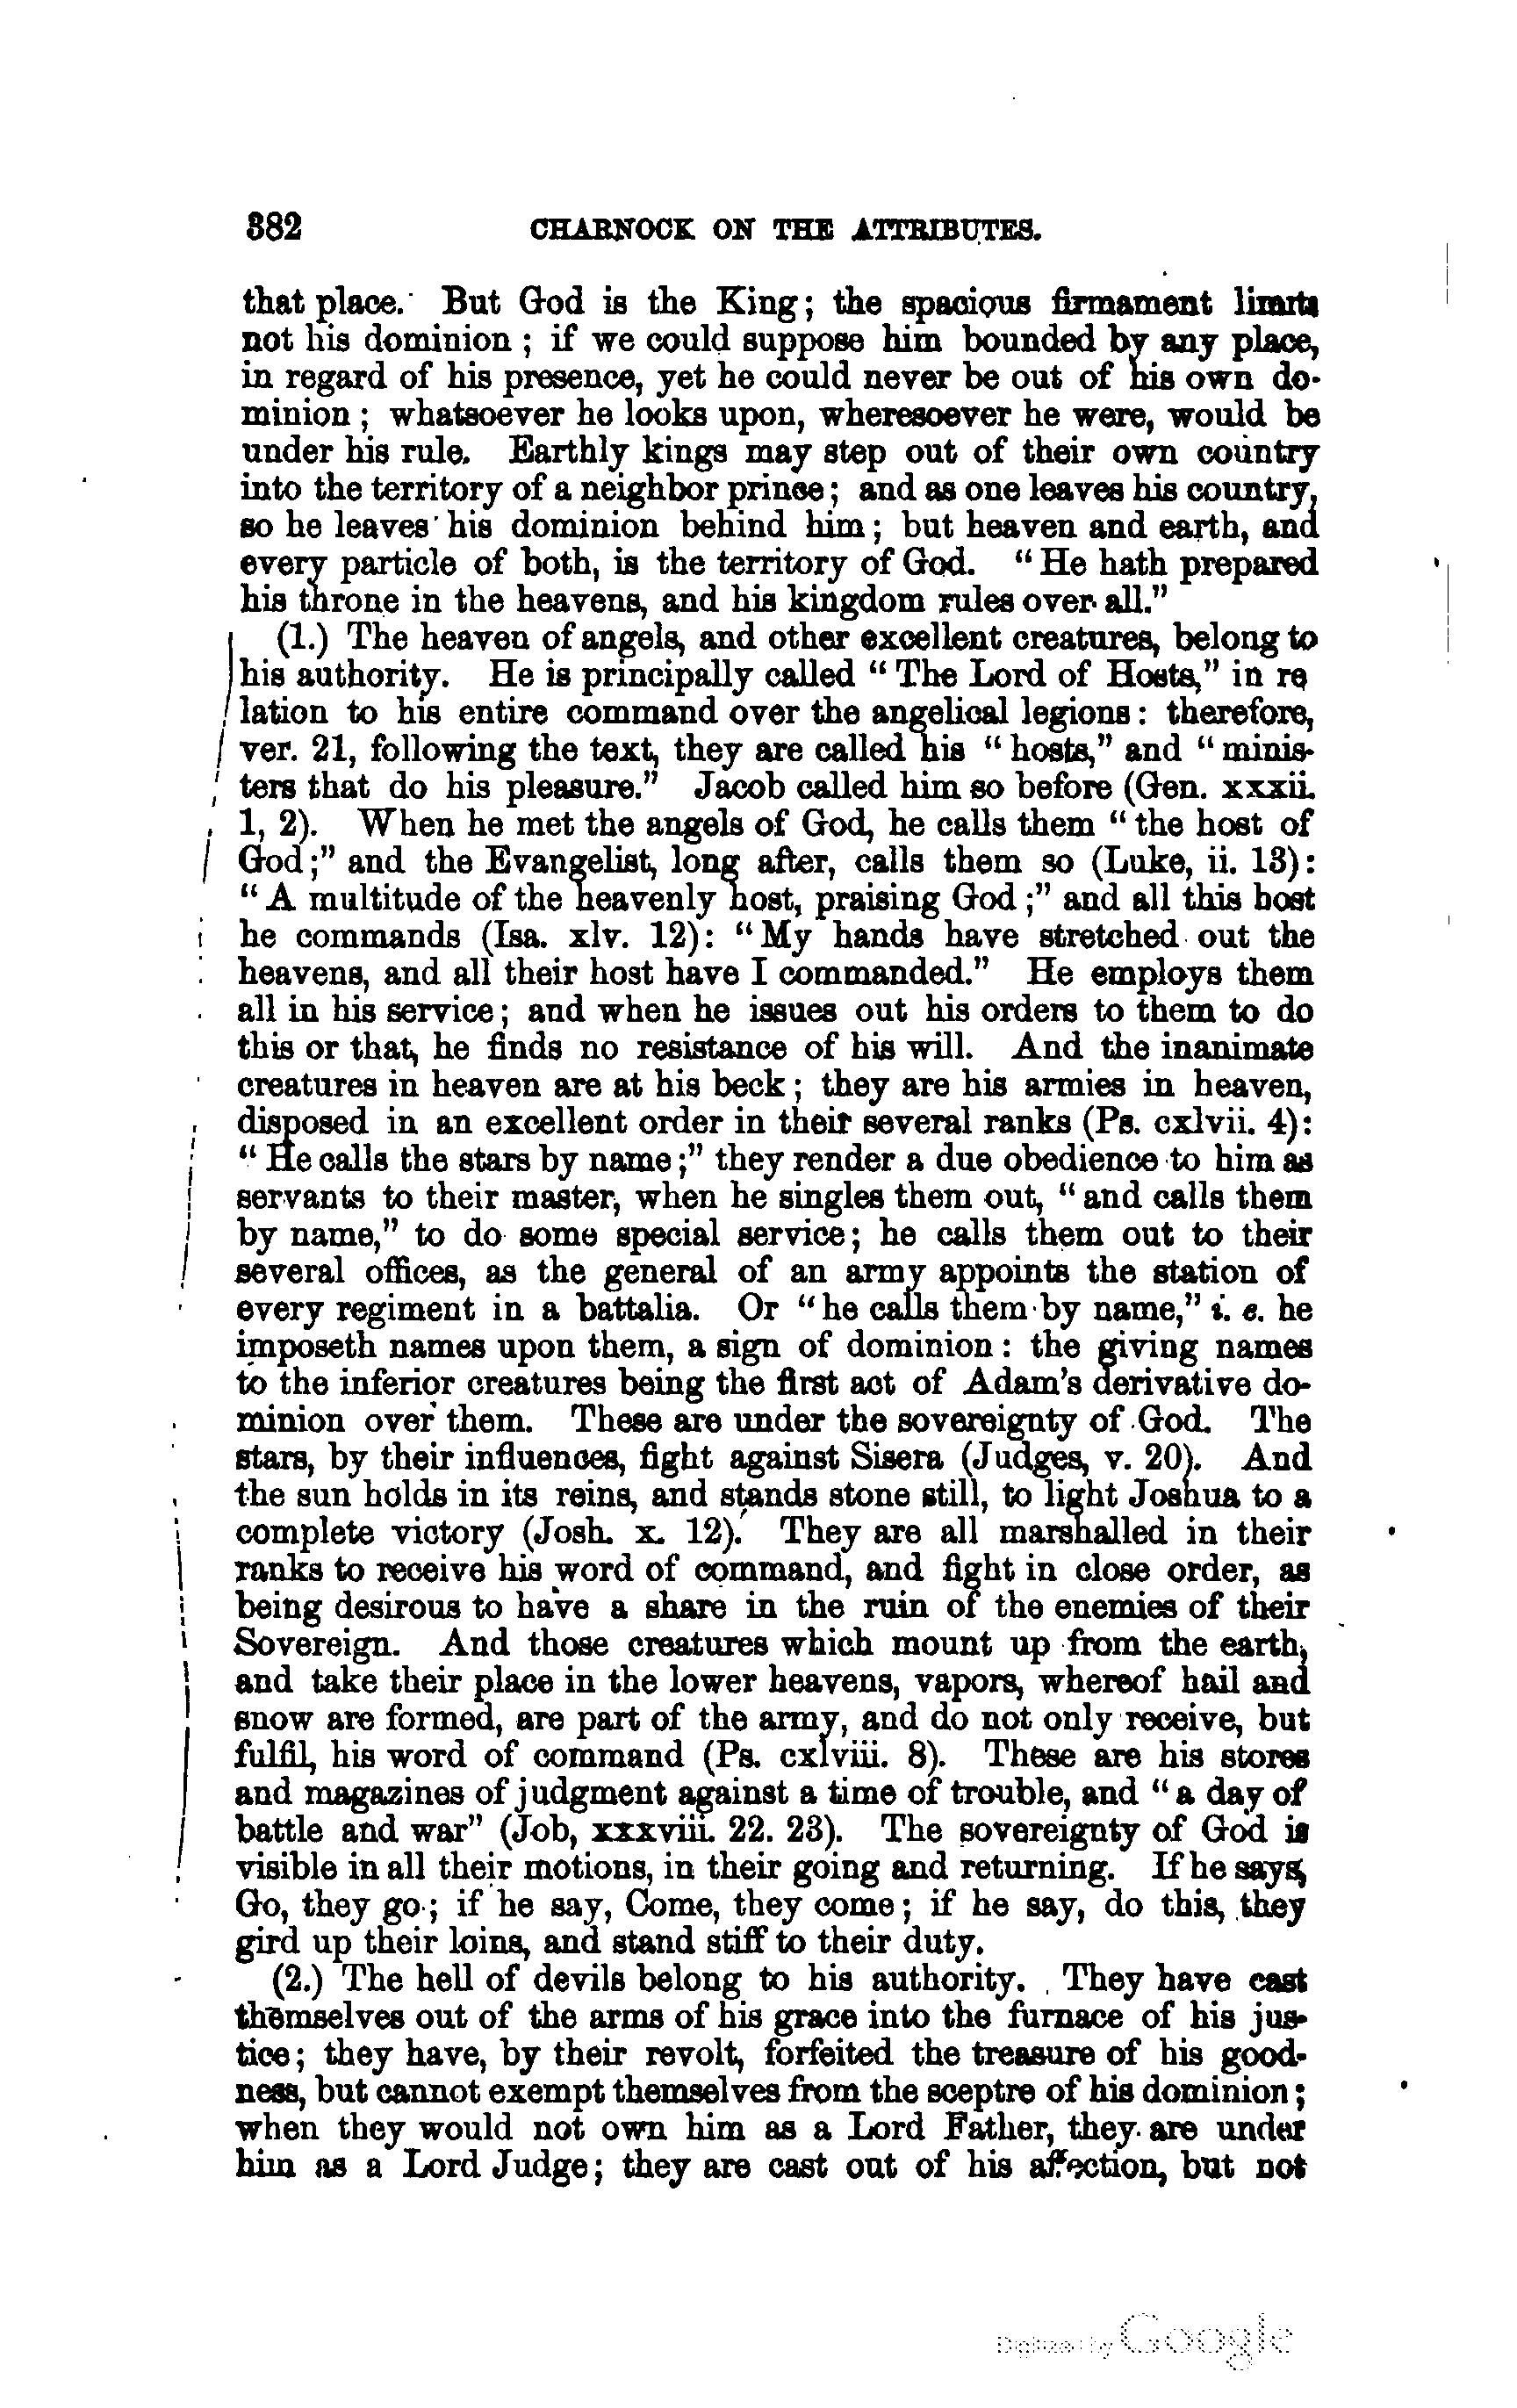 382 CHARNOCK ON THE ATTRIBUTES.
that place. But God is the King; the spacious firmament limits
not his dominion; if we could suppose him bounded by any place,
in regard of his presence, yet he could never be out of his own do-
minion; whatsoever he looks upon, wheresoever he were, would be
under his rule. Earthly kings may step out of their own country
into the territory of a neighbor prince; and as one leaves his country,
so he leaves his dominion behind him; but heaven and earth, and
every particle of both, is the territory of God. "He hath prepared
his throne in the heavens, and his kingdom rules over all."
(1.) The heaven of angels, and other excellent creatures, belong to
his authority. He is principally called "The Lord of Hosts," in re
lation to his entire command over the angelical legions: therefore,
ver. 21, following the text, they are called his "hosts," and "minis-
ters that do his pleasure." Jacob called him so before (Gen. xxxii.
1, 2). When he met the angels of God, he calls them "the host of
God;" and the Evangelist, long after, calls them so (Luke, ii. 13):
"A multitude of the heavenly host, praising God;" and all this host
he commands (Isa. xlv. 12): "My hands have stretched out the
heavens, and all their host have I commanded." He employs them
all in his service; and when he issues out his orders to them to do
this or that, he finds no resistance of his will. And the inanimate
creatures in heaven are at his beck; they are his armies in heaven,
disposed in an excellent order in their several ranks (Ps. cxlvii. 4):
"He calls the stars by name;" they render a due obedience to him as
servants to their master, when he singles them out, "and calls them
by name," to do some special service; he calls them out to their
several offices, as the general of an army appoints the station of
every regiment in a battalia. Or "he calls them by name," i. e. he
imposeth names upon them, a sign of dominion: the giving names
to the inferior creatures being the first act of Adam's derivative do-
minion over them. These are under the sovereignty of God. The
stars, by their influences, fight against Sisera (Judges, v. 20). And
the sun holds in its reins, and stands stone still, to light Joshua to a
complete victory (Josh. x. 12). They are all marshalled in their
ranks to receive his word of command, and fight in close order, as
being desirous to have a share in the ruin of the enemies of their
Sovereign. And those creatures which mount up from the earth,
and take their place in the lower heavens, vapors, whereof hail and
snow are formed, are part of the army, and do not only receive, but
fulfil, his word of command (Ps. cxlviii. 8). These are his stores
and magazines of judgment against a time of trouble, and "a day of
battle and war" (Job, xxxviii. 22. 23). The sovereignty of God is
visible in all their motions, in their going and returning. If he says,
Go, they go; if he say, Come, they come; if he say, do this, they
gird up their loins, and stand stiff to their duty.
(2.) The hell of devils belong to his authority. They have cast
themselves out of the arms of his grace into the furnace of his jus-
tice; they have, by their revolt, forfeited the treasure of his good-
ness, but cannot exempt themselves from the sceptre of his dominion;
when they would not own him as a Lord Father, they are under
him as a Lord Judge; they are cast out of his affection, but not
Digitized by Google